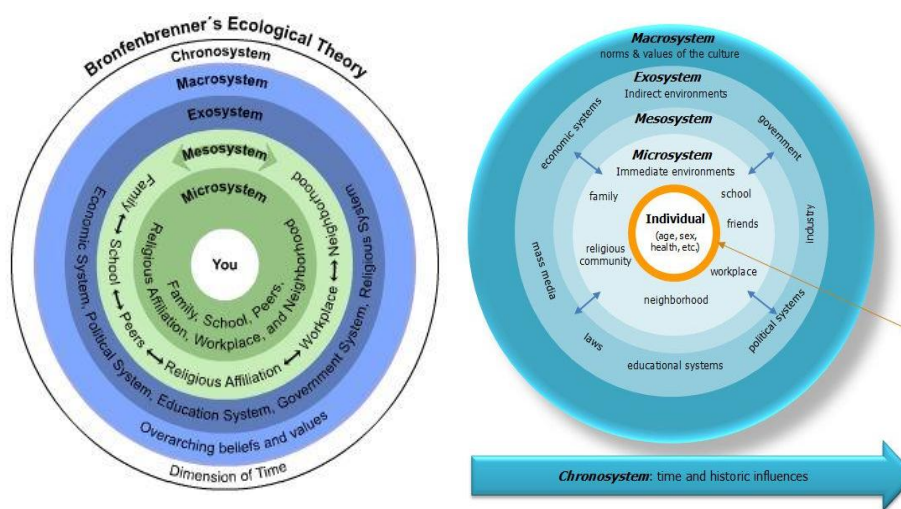 Bronfenbrenner´s Ecological Theory
Chronosystem
Macrosystem
Exosystem
Mesosystem
Microsystem
You
Family, School, Peers,
Religious Affiliation, Workplace, and Neighborhood
Family ↔ School ↔ Peers ↔ Religious Affiliation ↔ Workplace ↔ Neighborhood
Economic System, Political System, Education System, Government System, Religious System
Overarching beliefs and values
Dimension of Time
Macrosystem
norms & values of the culture
Exosystem
Indirect environments
Mesosystem
Microsystem
Immediate environments
economic systems
government
family
school
friends
Individual
(age, sex,
health, etc.)
religious
community
workplace
neighborhood
mass media
industry
laws
political systems
educational systems
Chronosystem: time and historic influences